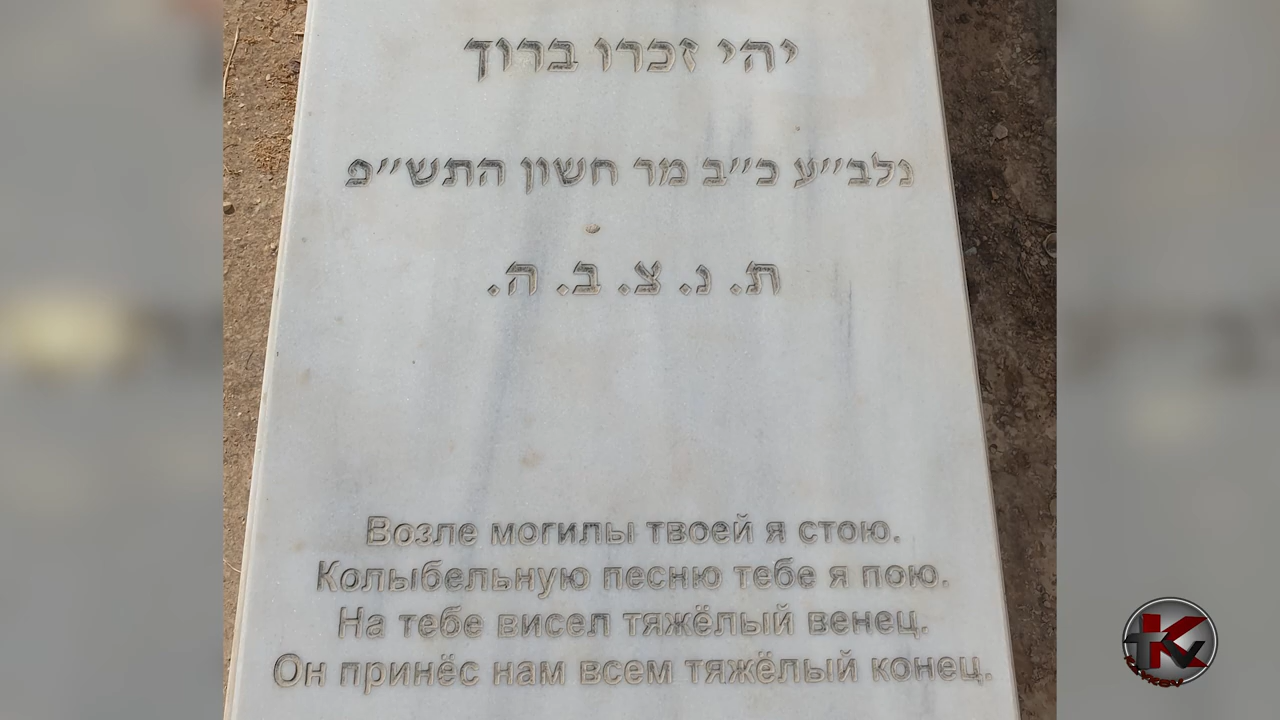 יהי זכרו ברוך
נלב״ע כ״ב מר חשון התש״פ
ת. נ. צ. ב. ה.
Возле могилы твоей я стою.
Колыбельную песню тебе я пою.
На тебе висел тяжёлый венец.
Он принёс нам всем тяжёлый конец.